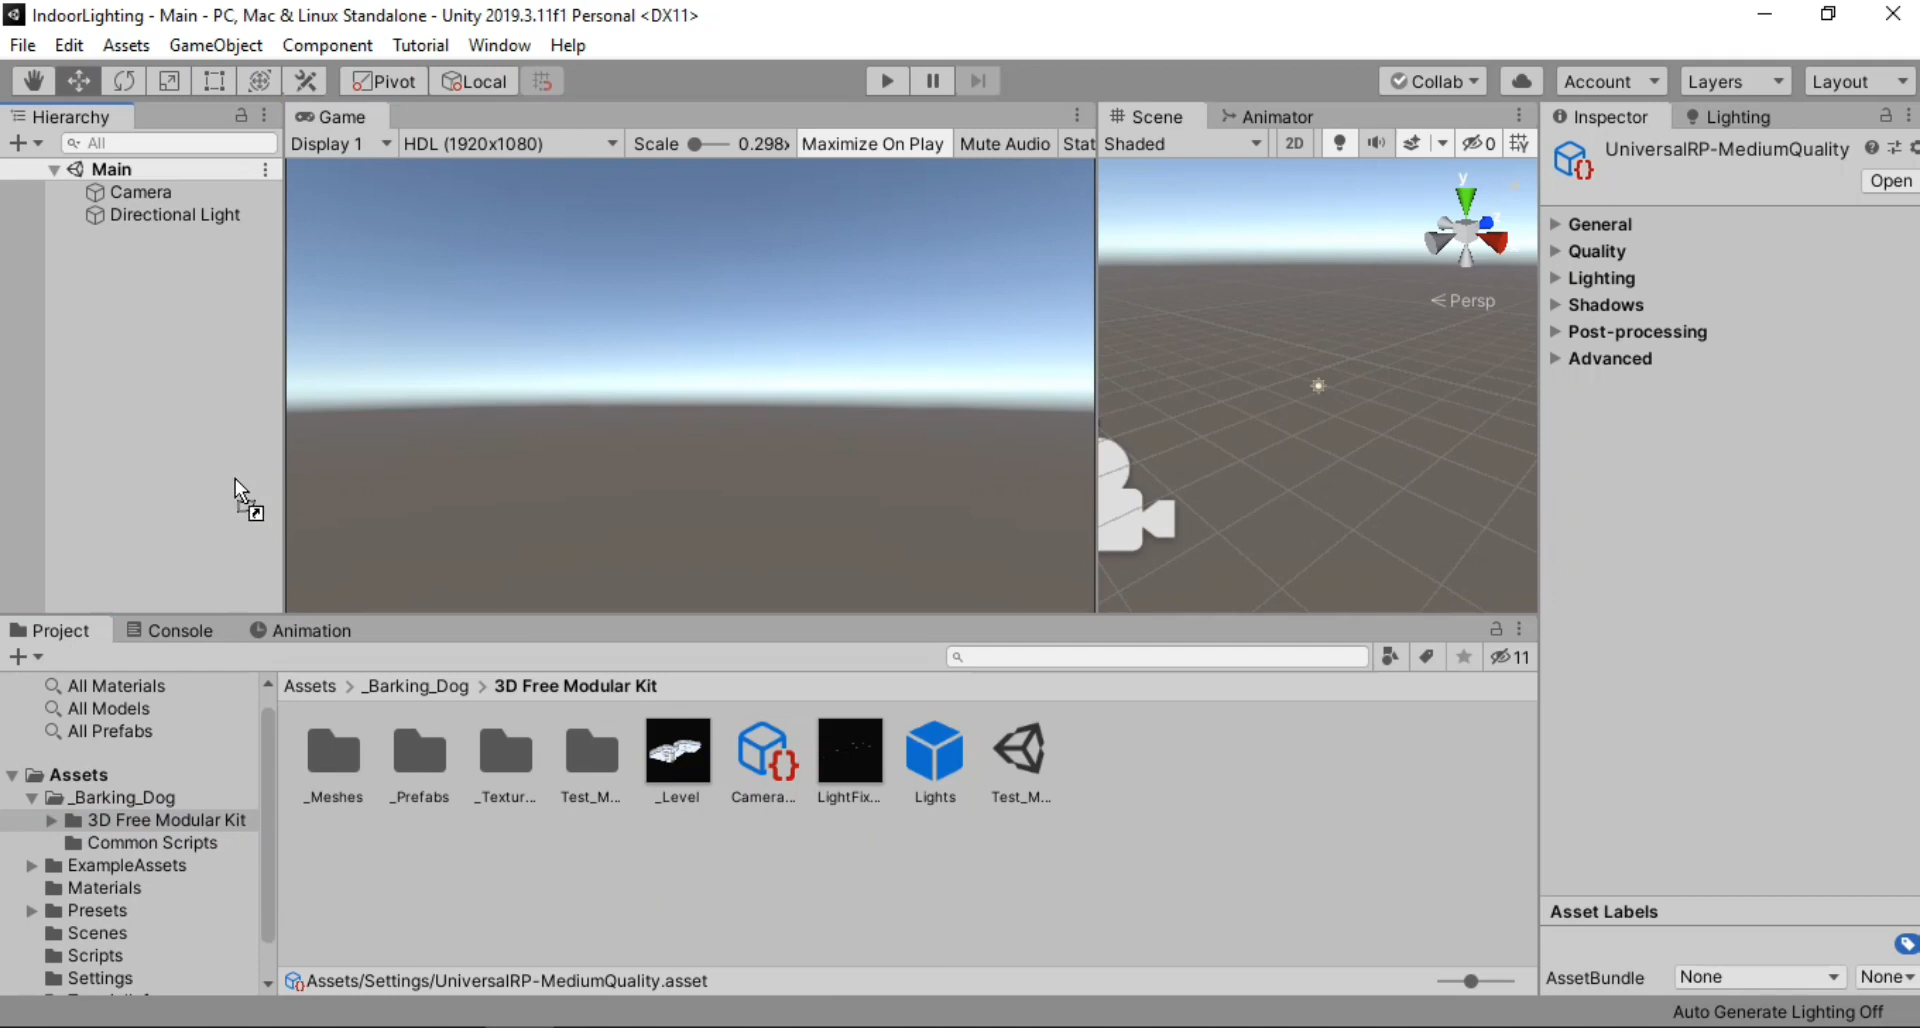 IndoorLighting - Main - PC, Mac & Linux Standalone - Unity 2019.3.11f1 Personal <DX11>
File Edit Assets GameObject Component Tutorial Window Help
Pivot Local Collab Account Layers Layout
Hierarchy
All
Main
Camera
Directional Light
Game
Display 1 HDL (1920x1080) Scale 0.298x Maximize On Play Mute Audio Stat
Scene Animator
Shaded 2D 0
y
Persp
Inspector Lighting
UniversalRP-MediumQuality
Open
General
Quality
Lighting
Shadows
Post-processing
Advanced
Project Console Animation
11
All Materials
All Models
All Prefabs
Assets
_Barking_Dog
3D Free Modular Kit
Common Scripts
ExampleAssets
Materials
Presets
Scenes
Scripts
Settings
Assets > _Barking_Dog > 3D Free Modular Kit
_Meshes _Prefabs _Textur... Test_M... _Level Camera... LightFix... Lights Test_M...
Assets/Settings/UniversalRP-MediumQuality.asset
Asset Labels
AssetBundle None None
Auto Generate Lighting Off